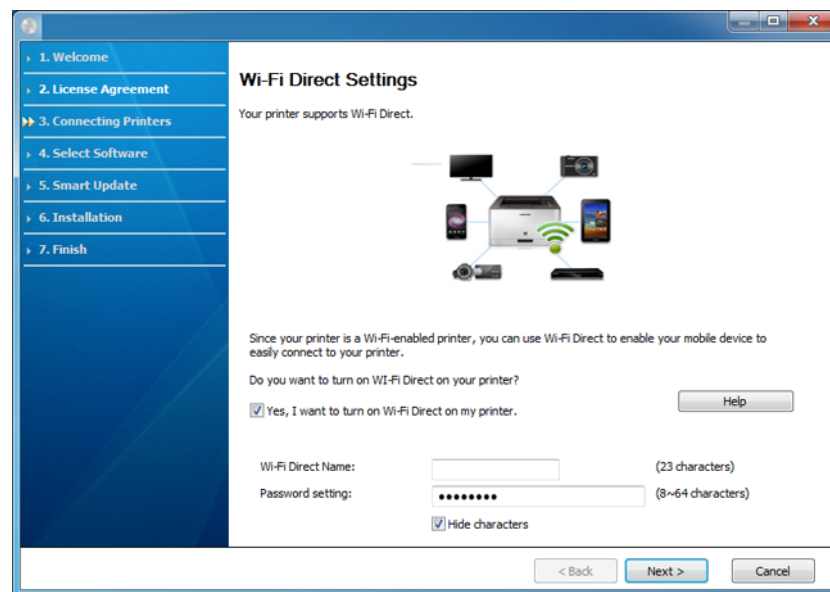 1. Welcome
2. License Agreement
3. Connecting Printers
4. Select Software
5. Smart Update
6. Installation
7. Finish
Wi-Fi Direct Settings
Your printer supports Wi-Fi Direct.
Since your printer is a Wi-Fi-enabled printer, you can use Wi-Fi Direct to enable your mobile device to
easily connect to your printer.
Do you want to turn on WI-Fi Direct on your printer?
Yes, I want to turn on Wi-Fi Direct on my printer.
Help
Wi-Fi Direct Name: (23 characters)
Password setting: ●●●●●●●● (8~64 characters)
Hide characters
< Back Next > Cancel